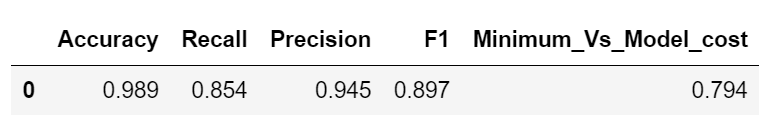 Accuracy Recall Precision F1 Minimum_Vs_Model_cost
0 0.989 0.854 0.945 0.897 0.794